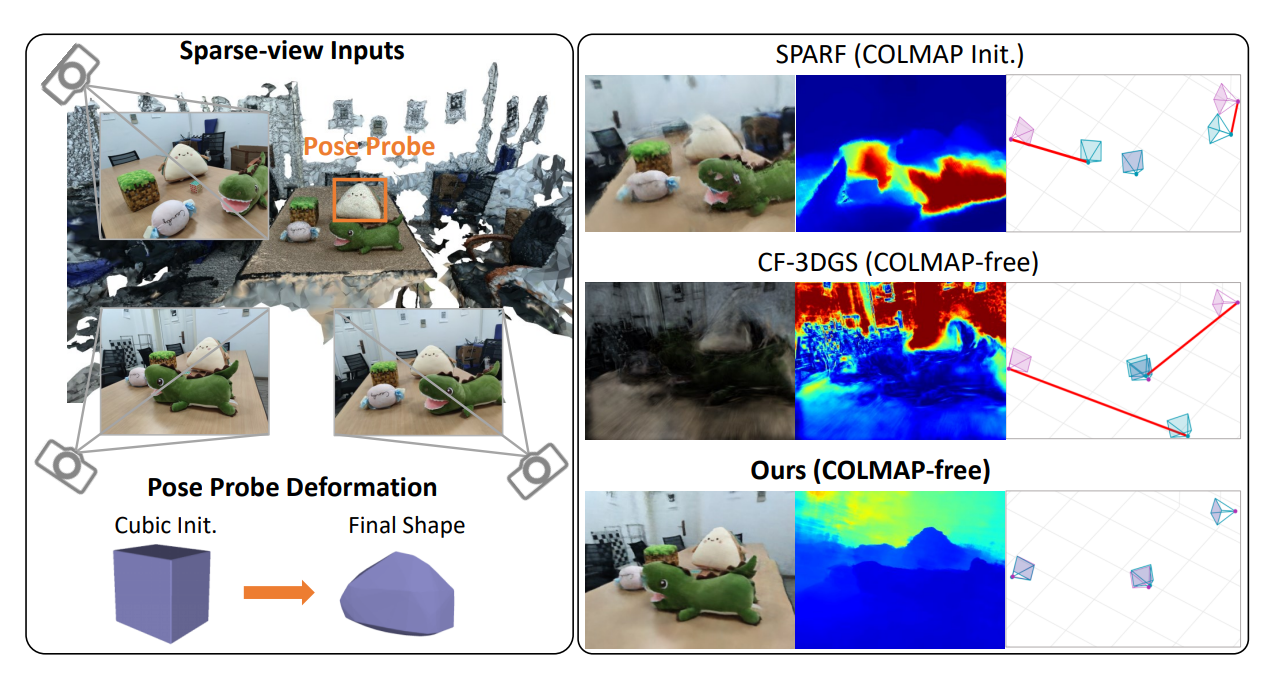 Sparse-view Inputs
Pose Probe
Pose Probe Deformation
Cubic Init.
Final Shape
SPARF (COLMAP Init.)
CF-3DGS (COLMAP-free)
Ours (COLMAP-free)